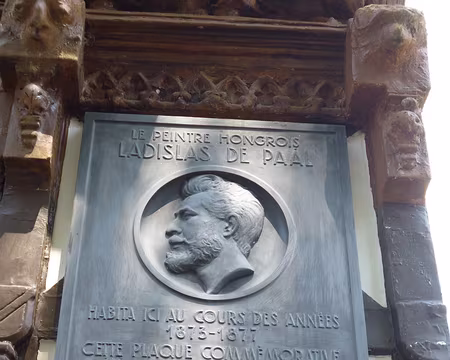 LE PEINTRE HONGROIS
LADISLAS DE PAAL
HABITA ICI AU COURS DES ANNÉES
1873-1877
CETTE PLAQUE COMMÉMORATIVE